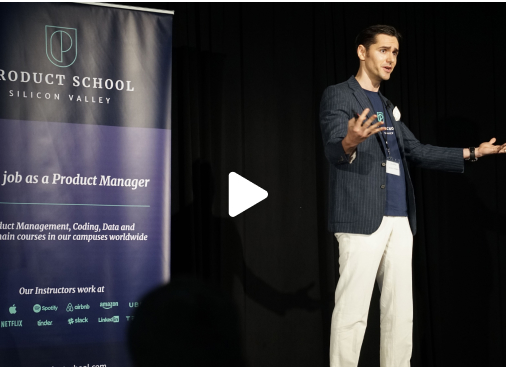 PRODUCT SCHOOL
SILICON VALLEY
job as a Product Manager
Management, Coding, Data and
courses in our campuses worldwide
Our Instructors work at
Spotify airbnb amazon
NETFLIX tinder slack LinkedIn